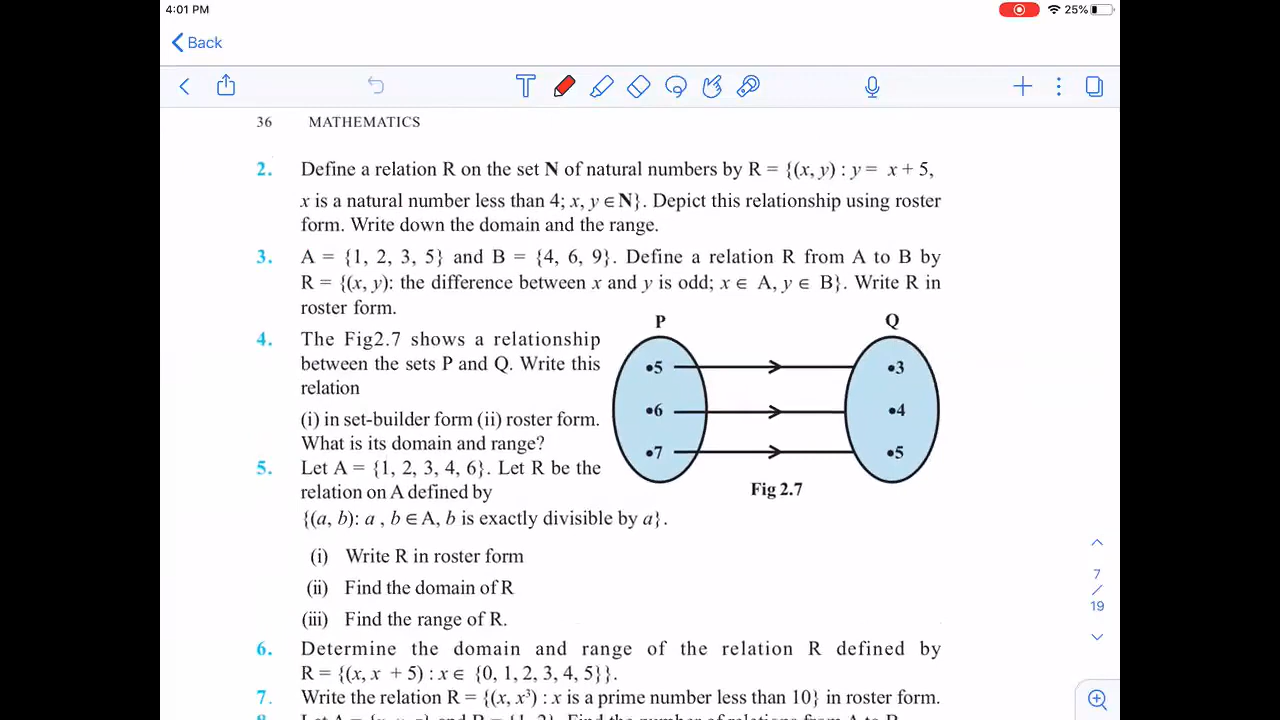 4:01 PM
25%
Back
T
36 MATHEMATICS
2. Define a relation R on the set N of natural numbers by R = {(x, y) : y = x + 5,
x is a natural number less than 4; x, y ∈ N}. Depict this relationship using roster
form. Write down the domain and the range.
3. A = {1, 2, 3, 5} and B = {4, 6, 9}. Define a relation R from A to B by
R = {(x, y): the difference between x and y is odd; x ∈ A, y ∈ B}. Write R in
roster form.
4. The Fig2.7 shows a relationship
between the sets P and Q. Write this
relation
(i) in set-builder form (ii) roster form.
What is its domain and range?
P Q
•5 •3
•6 •4
•7 •5
Fig 2.7
5. Let A = {1, 2, 3, 4, 6}. Let R be the
relation on A defined by
{(a, b): a , b ∈ A, b is exactly divisible by a}.
(i) Write R in roster form
(ii) Find the domain of R
(iii) Find the range of R.
6. Determine the domain and range of the relation R defined by
R = {(x, x + 5) : x ∈ {0, 1, 2, 3, 4, 5}}.
7. Write the relation R = {(x, x³) : x is a prime number less than 10} in roster form.
7
/
19